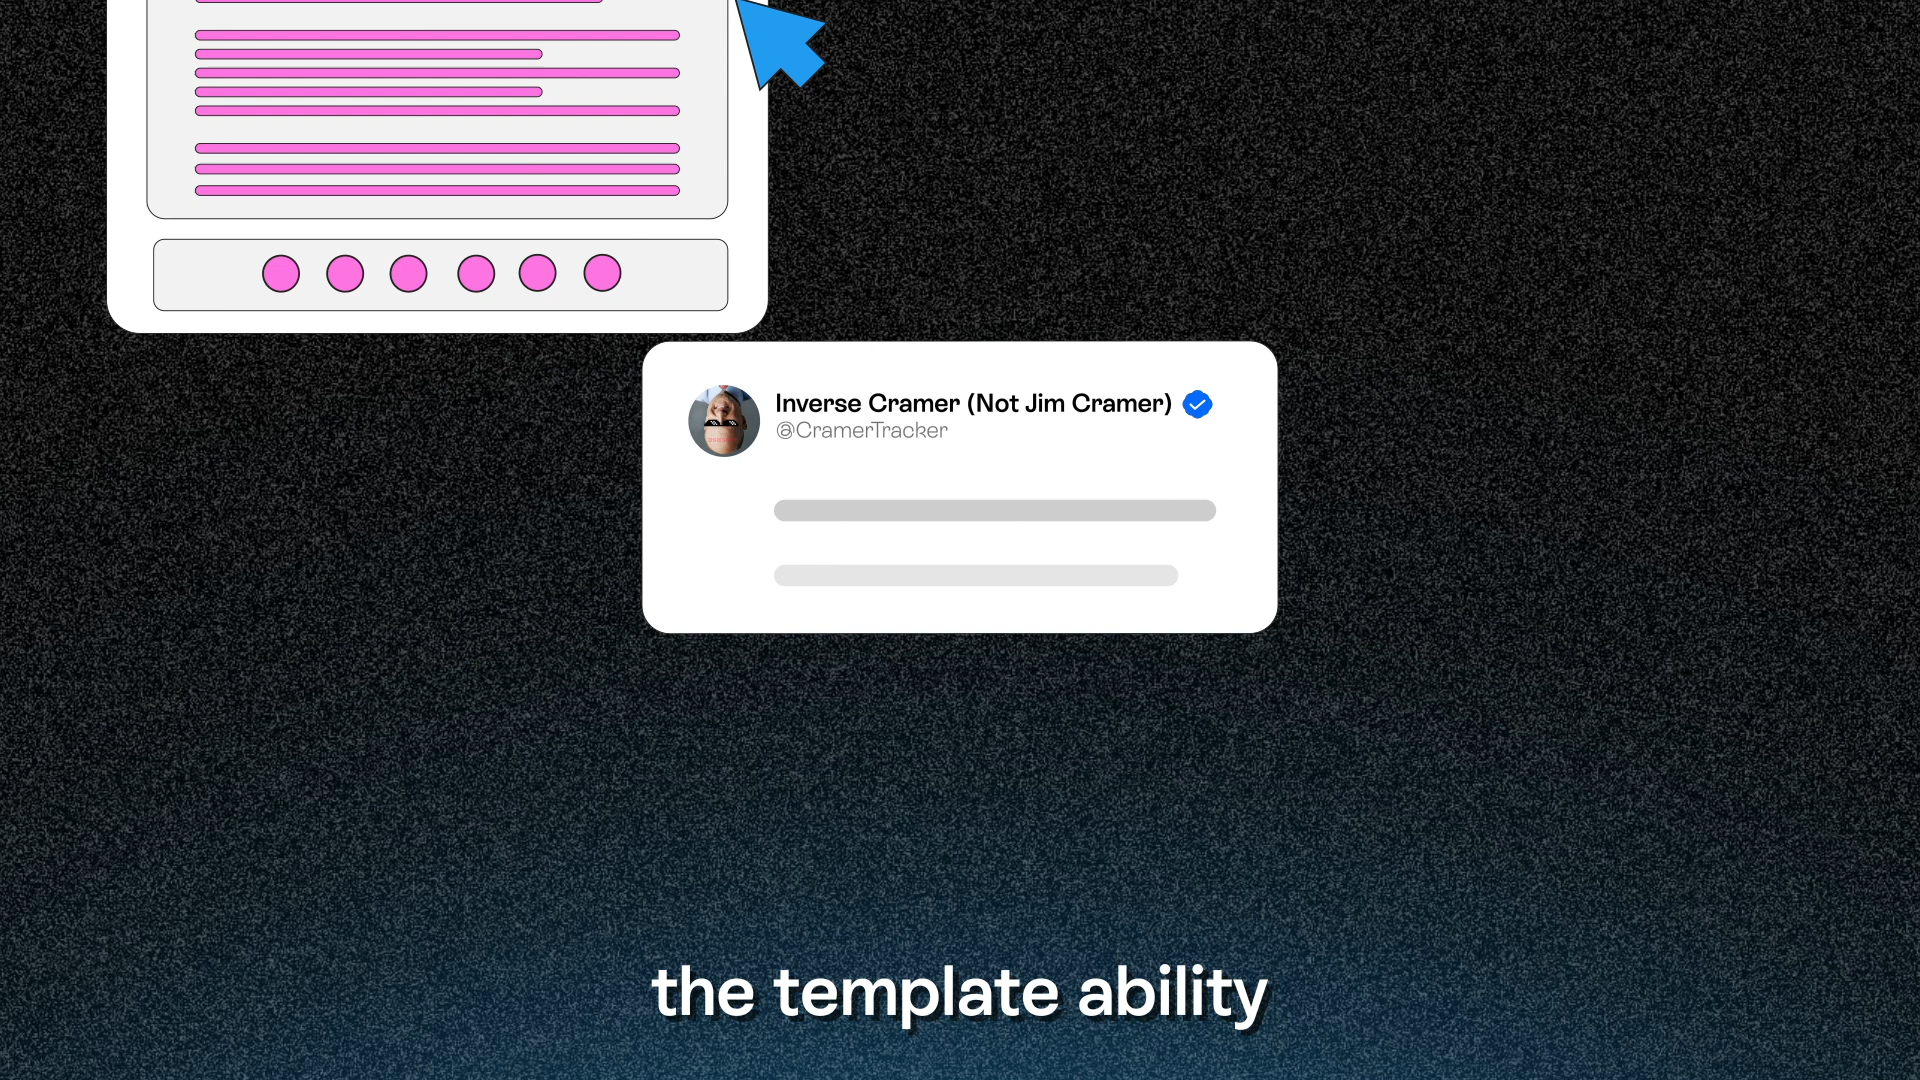 Inverse Cramer (Not Jim Cramer)
@CramerTracker
the template ability